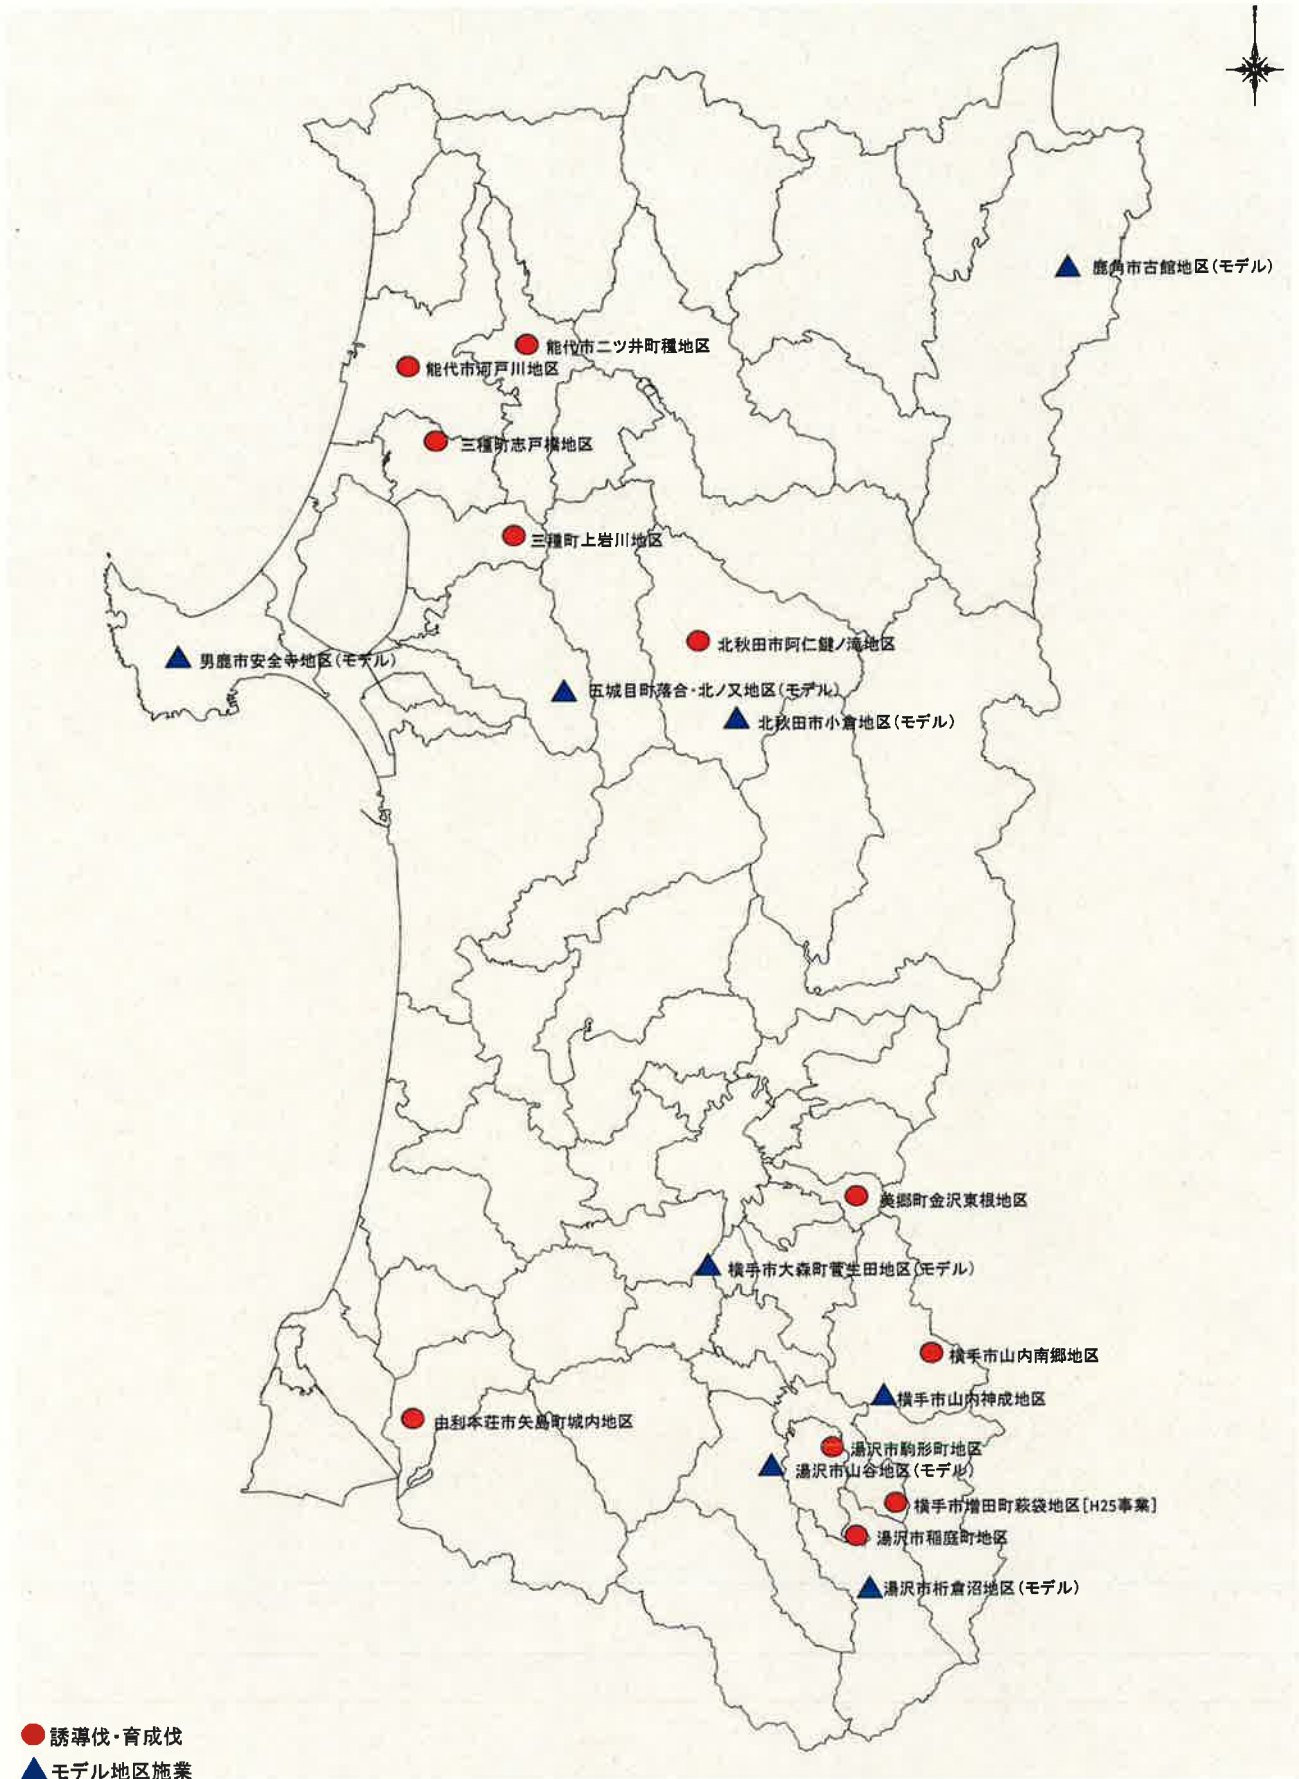 鹿角市古館地区(モデル)
能代市二ツ井町種地区
能代市河戸川地区
三種町志戸橋地区
三種町上岩川地区
北秋田市阿仁鍵ノ滝地区
男鹿市安全寺地区(モデル)
五城目町落合・北ノ又地区(モデル)
北秋田市小倉地区(モデル)
美郷町金沢東根地区
横手市大森町菅生田地区(モデル)
横手市山内南郷地区
横手市山内神成地区
由利本荘市矢島町城内地区
湯沢市駒形町地区
湯沢市山谷地区(モデル)
横手市増田町萩袋地区[H25事業]
湯沢市稲庭町地区
湯沢市桁倉沼地区(モデル)
誘導伐・育成伐
モデル地区施業